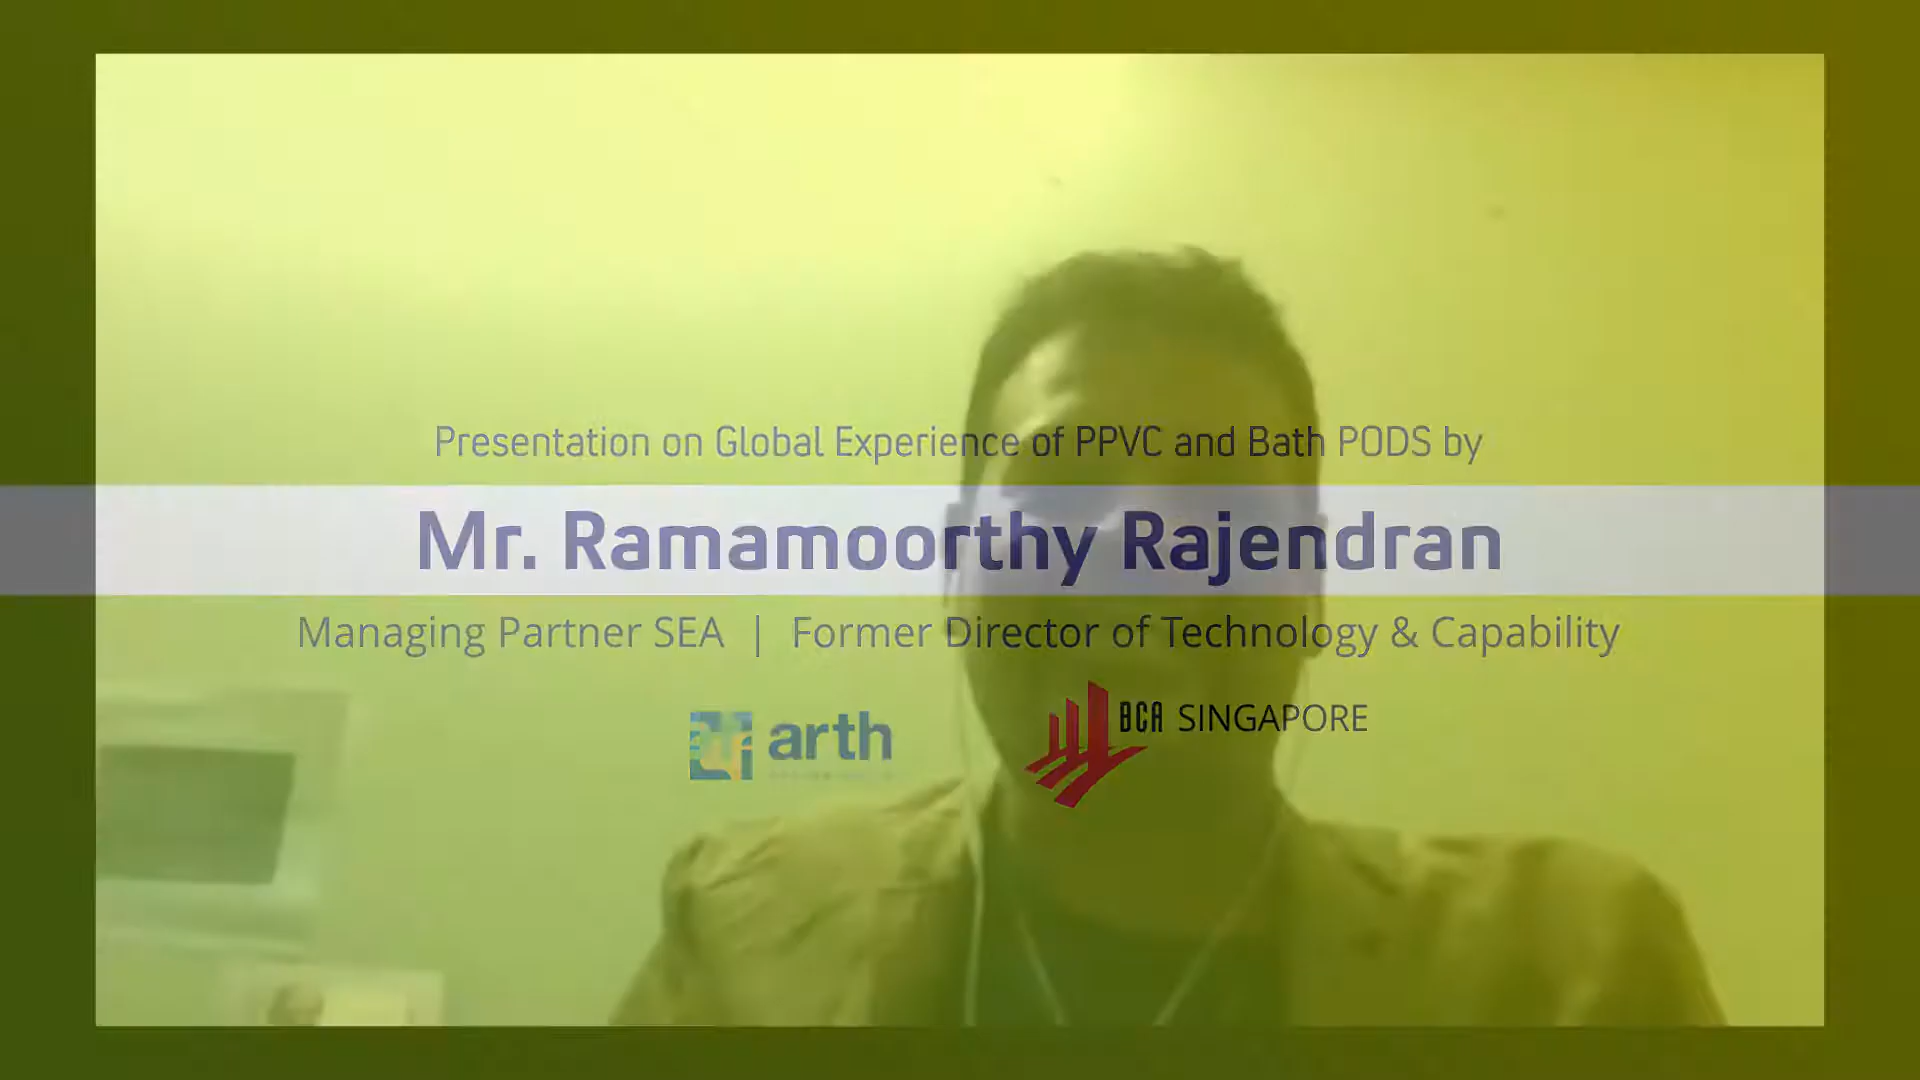 Presentation on Global Experience of PPVC and Bath PODS by
Mr. Ramamoorthy Rajendran
Managing Partner SEA | Former Director of Technology & Capability
arth
BCA SINGAPORE